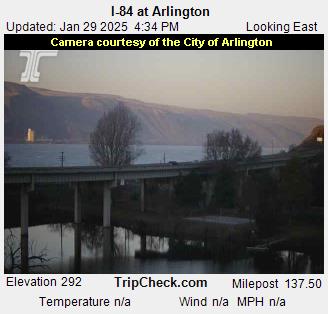 I-84 at Arlington
Updated: Jan 29 2025 4:34 PM Looking East
Camera courtesy of the City of Arlington
Elevation 292 TripCheck.com Milepost 137.50
Temperature n/a Wind n/a MPH n/a